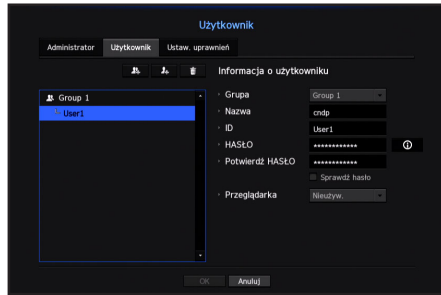 Użytkownik
Administrator Użytkownik Ustaw. uprawnień
Informacja o użytkowniku
Group 1
User1
Grupa Group 1
Nazwa cndp
ID User1
HASŁO ************
Potwierdź HASŁO ************
Sprawdź hasło
Przeglądarka Nieużyw.
OK Anuluj